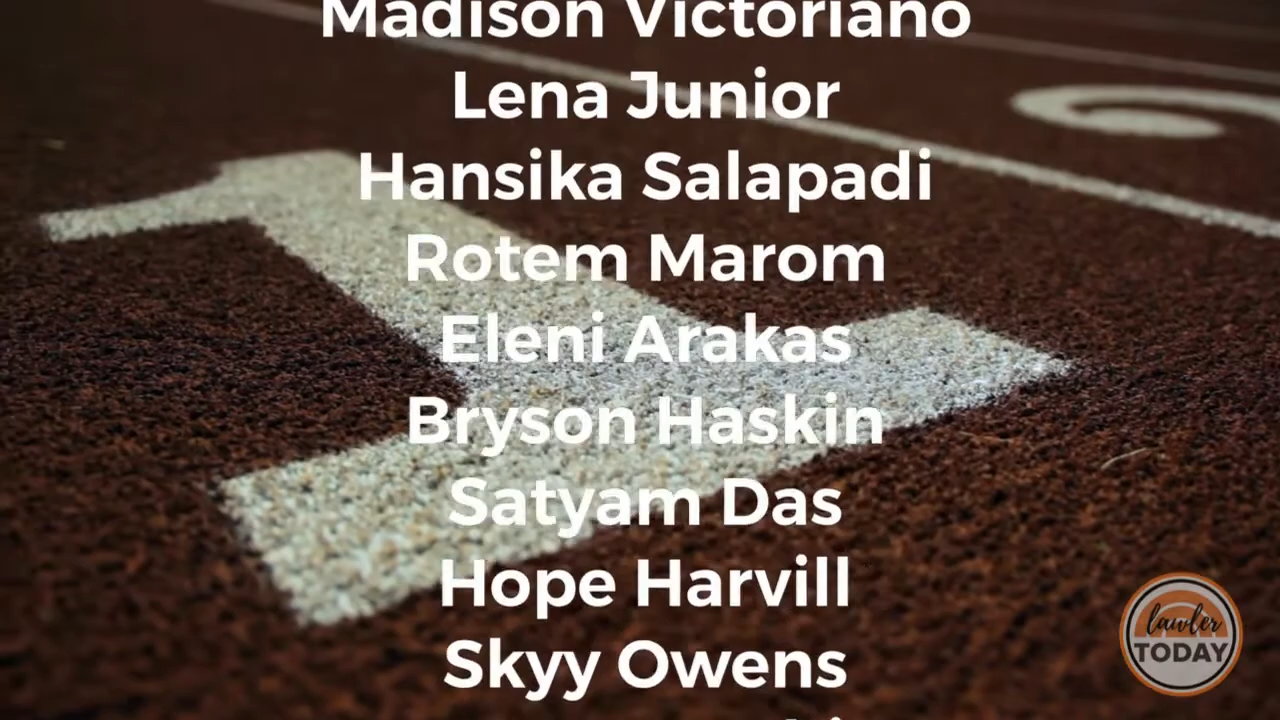 Madison Victoriano
Lena Junior
Hansika Salapadi
Rotem Marom
Eleni Arakas
Bryson Haskin
Satyam Das
Hope Harvill
Skyy Owens
lawler
TODAY
1